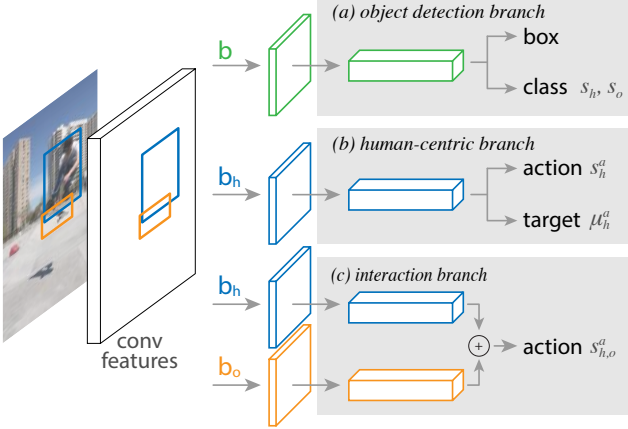 (a) object detection branch
b
box
class s_h, s_o
(b) human-centric branch
b_h
action s_h^a
target μ_h^a
(c) interaction branch
b_h
+
action s_{h,o}^a
b_o
conv
features